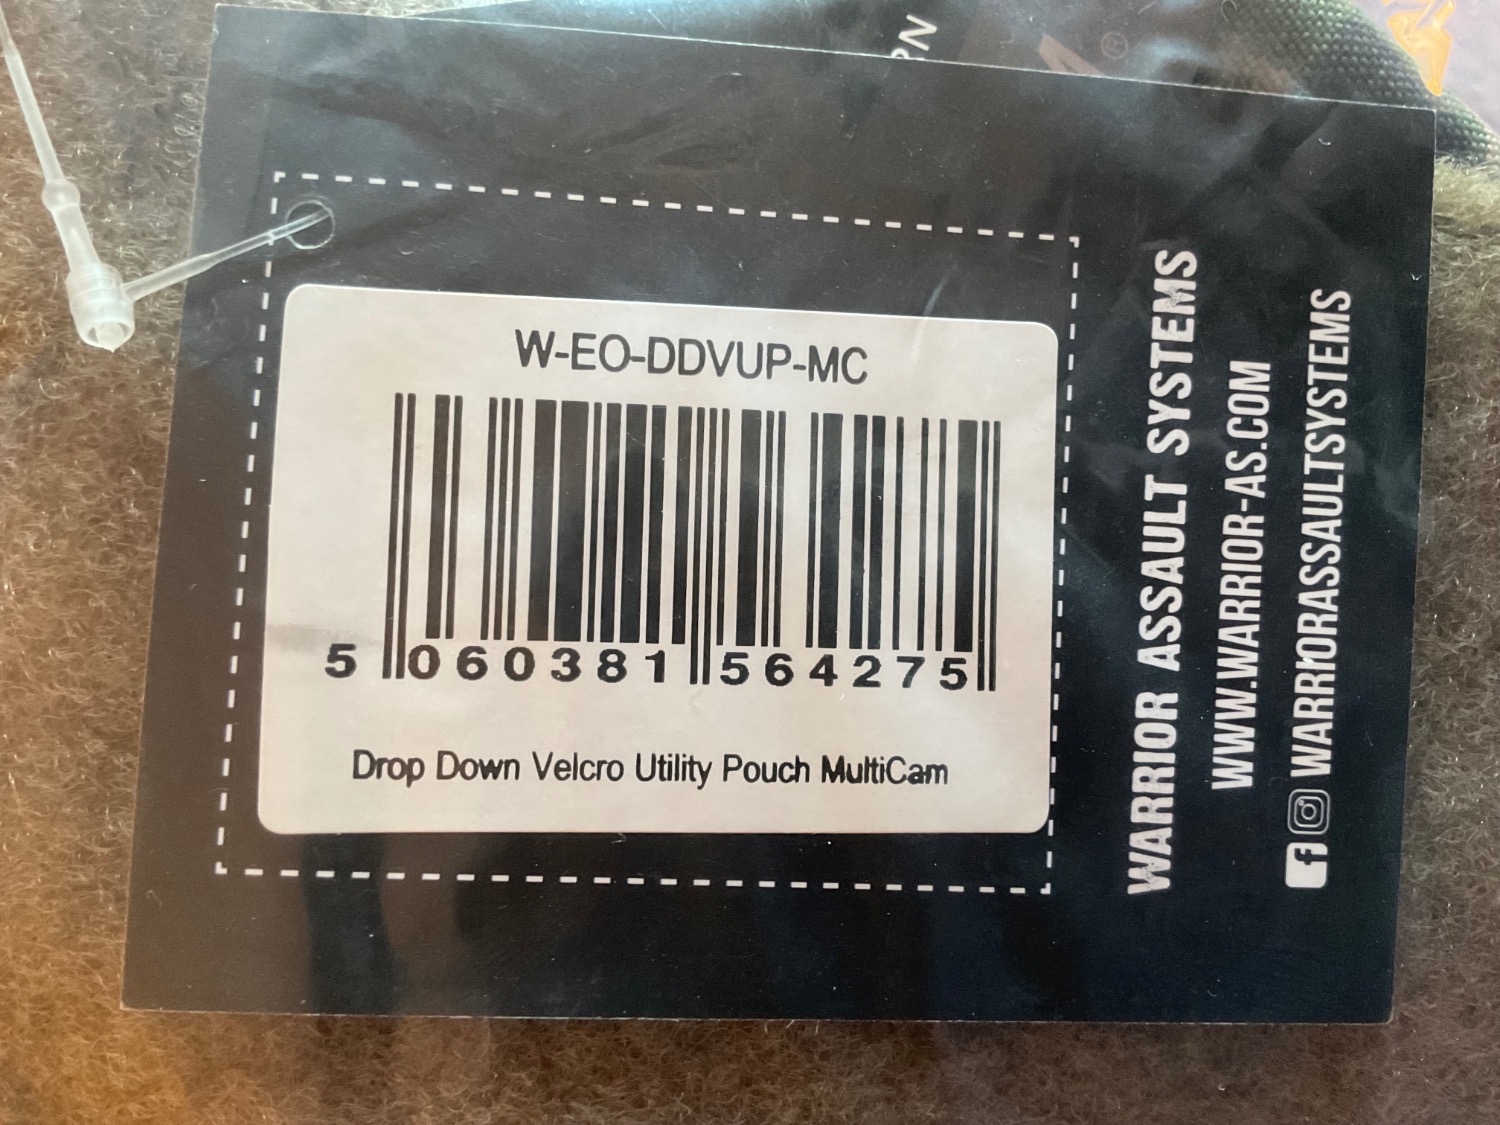 W-EO-DDVUP-MC
5 060381 564275
Drop Down Velcro Utility Pouch MultiCam
WARRIOR ASSAULT SYSTEMS
WWW.WARRIOR-AS.COM
WARRIORASSAULTSYSTEMS